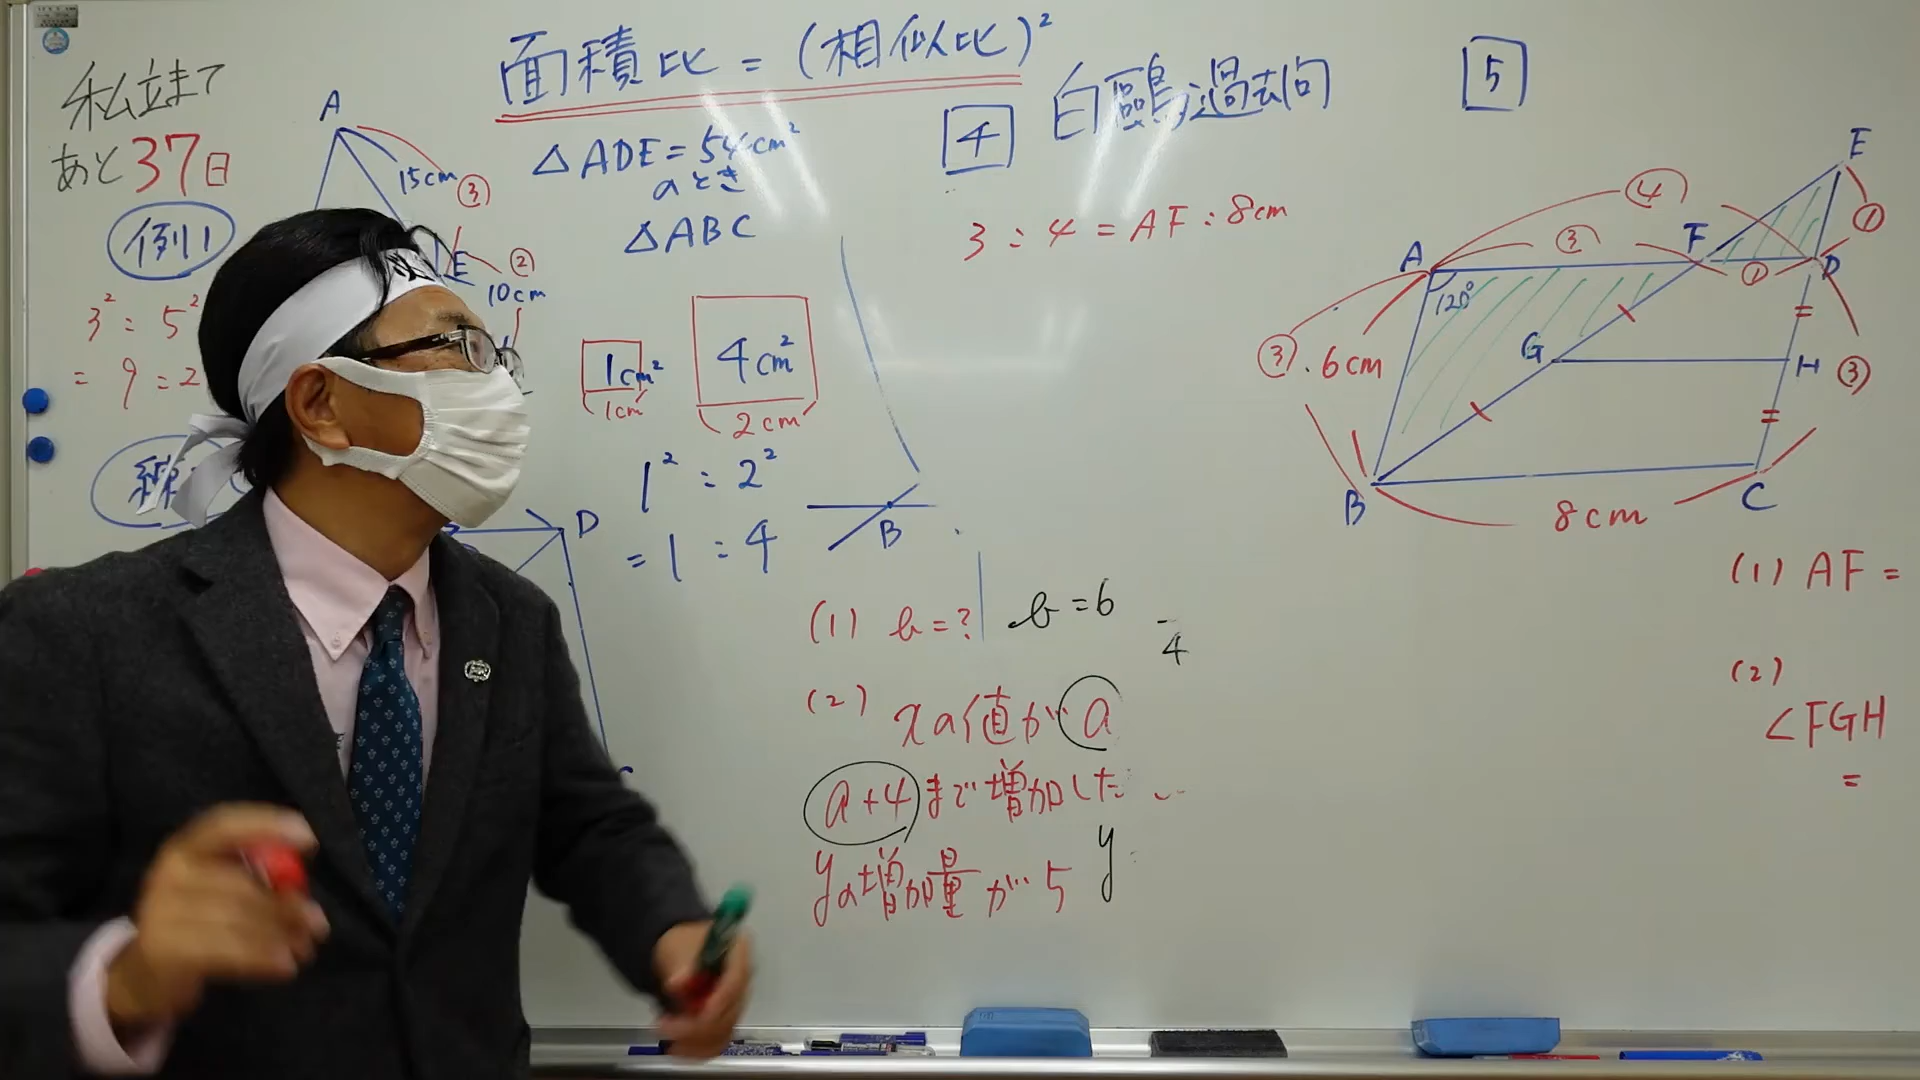 私立まで
あと37日
例1
3² : 5²
= 9 : 2
練
面積比 = (相似比)²
A
15cm
③
E
②
10cm
△ADE = 54cm²
のとき
△ABC
1cm²
1cm
4cm²
2cm
1² : 2²
= 1 : 4
D
4 白鷗過去問
3 : 4 = AF : 8cm
B
(1) b = ?
b = 6
4
(2) xの値が a
a+4 まで増加した
yの増加量が 5
y
5
E
④
①
F
③
A
①
D
120°
③
6cm
G
H
③
B
C
8cm
(1) AF =
(2)
∠FGH
=